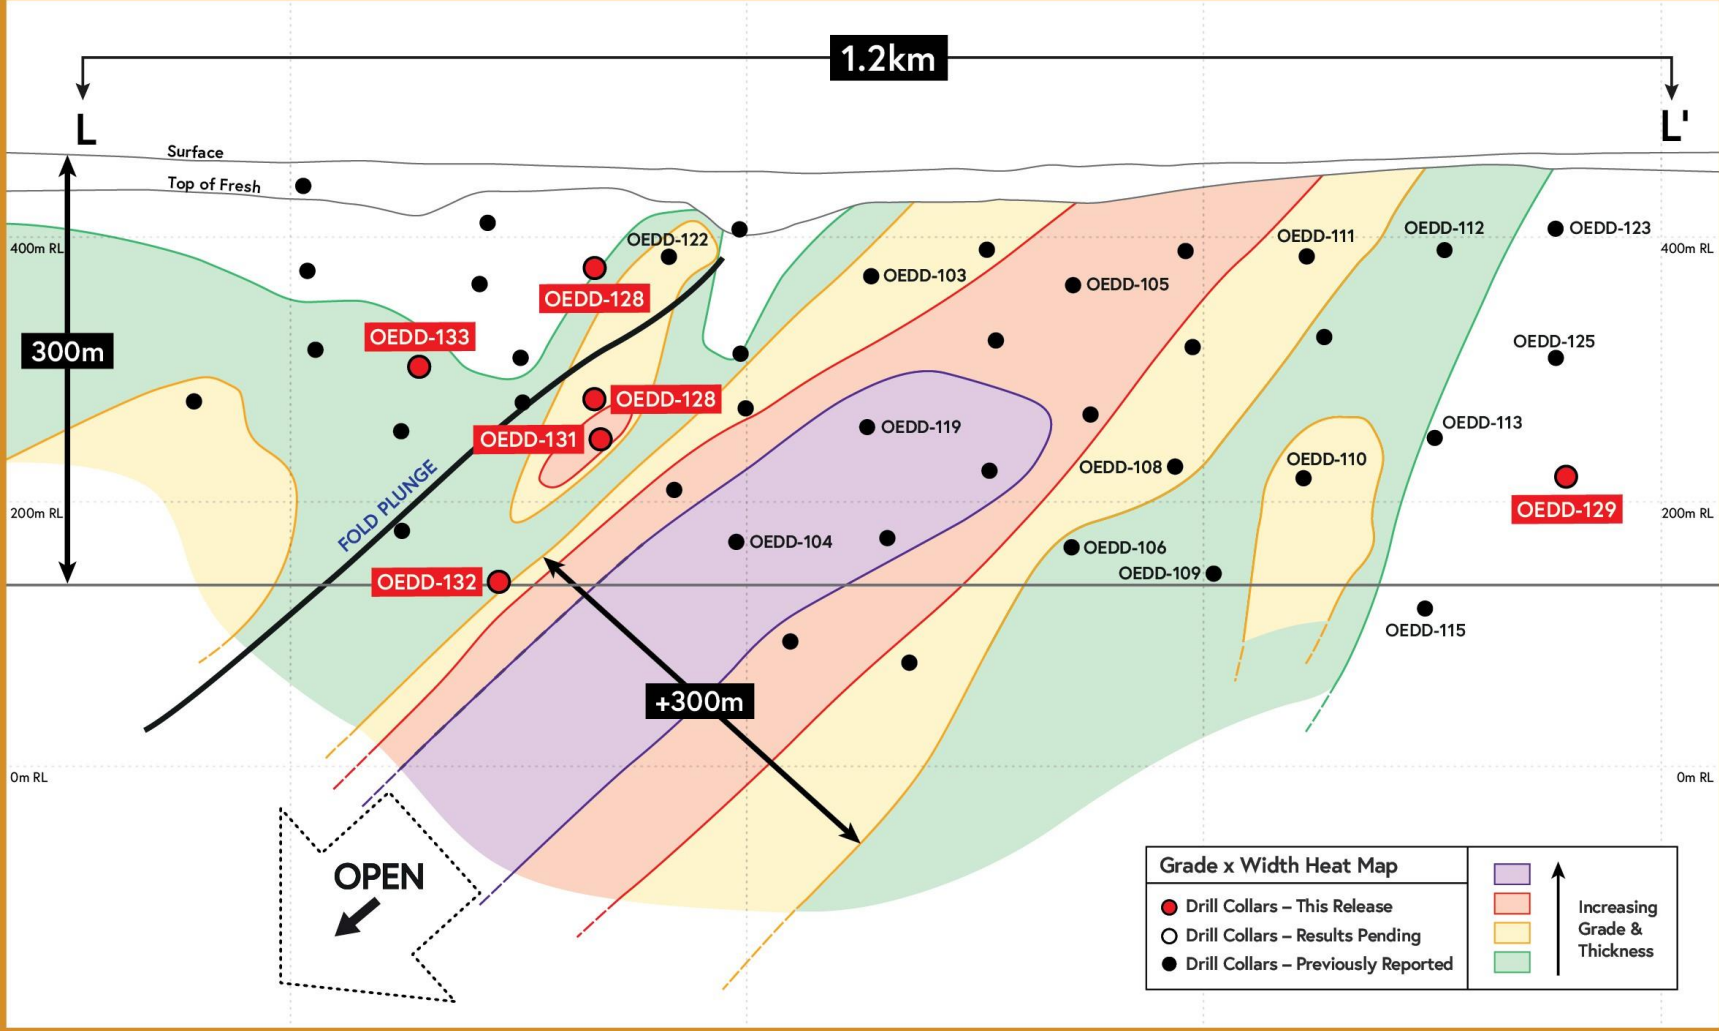 1.2km
L
L'
Surface
Top of Fresh
OEDD-122
OEDD-111
OEDD-112
OEDD-123
400m RL
400m RL
OEDD-103
OEDD-105
OEDD-128
OEDD-133
300m
OEDD-125
OEDD-128
OEDD-131
OEDD-119
OEDD-113
OEDD-108
OEDD-110
FOLD PLUNGE
200m RL
200m RL
OEDD-129
OEDD-104
OEDD-106
OEDD-109
OEDD-132
OEDD-115
+300m
0m RL
0m RL
OPEN
Grade x Width Heat Map
Drill Collars – This Release
Drill Collars – Results Pending
Drill Collars – Previously Reported
Increasing
Grade &
Thickness